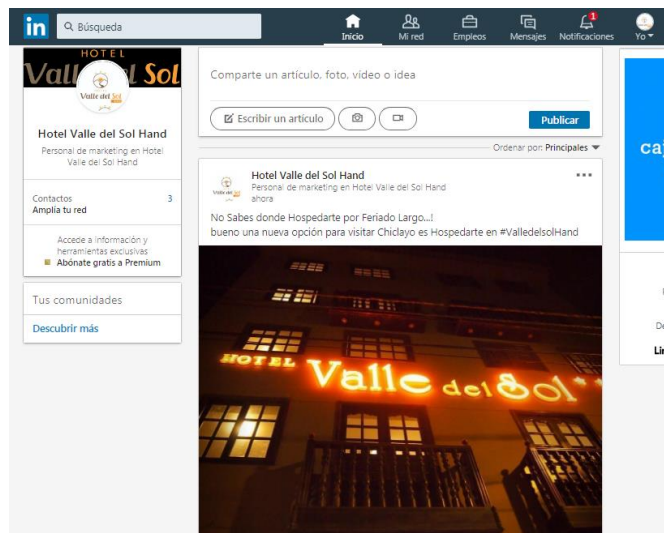 in
Búsqueda
Inicio
Mi red
Empleos
Mensajes
1
Notificaciones
Yo
HOTEL
Valle del Sol
Valle del Sol
Hotel Valle del Sol Hand
Personal de marketing en Hotel
Valle del Sol Hand
Contactos 3
Amplía tu red
Accede a información y
herramientas exclusivas
Abónate gratis a Premium
Tus comunidades
Descubrir más
Comparte un artículo, foto, vídeo o idea
Escribir un artículo
Publicar
Ordenar por: Principales
Hotel Valle del Sol Hand
Personal de marketing en Hotel Valle del Sol Hand
ahora
No Sabes donde Hospedarte por Feriado Largo...!
bueno una nueva opción para visitar Chiclayo es Hospedarte en #ValledelsolHand
HOTEL Valle del Sol**